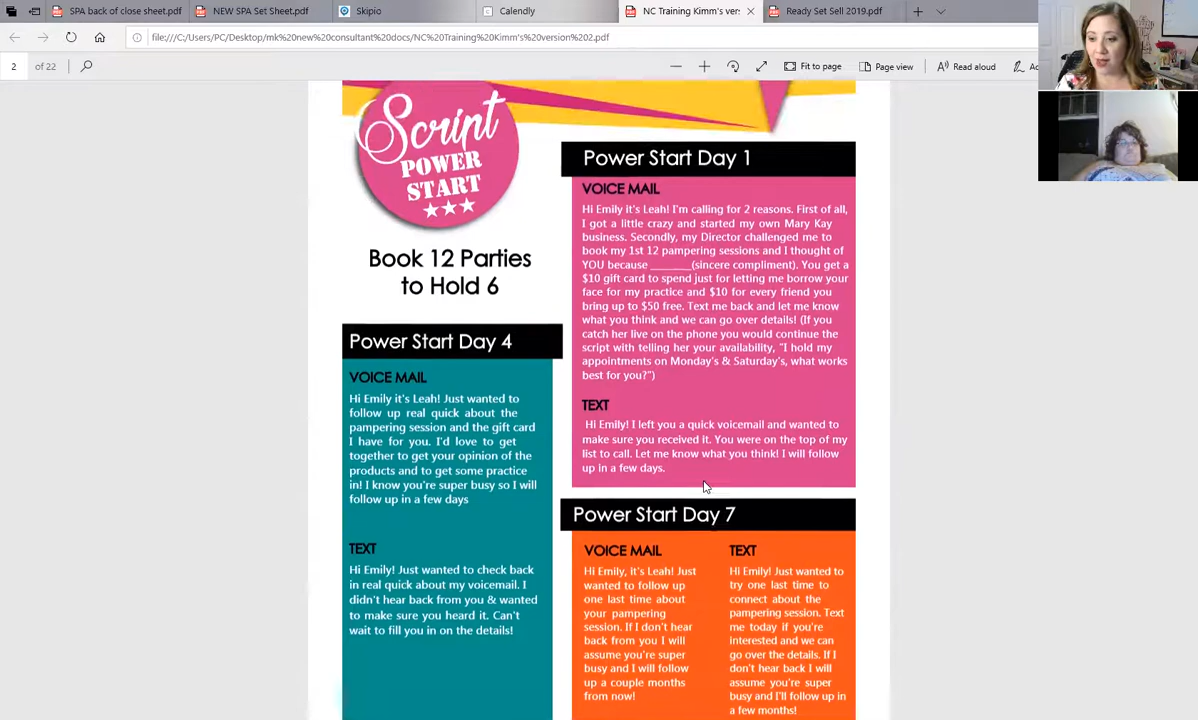 SPA back of close sheet.pdf
NEW SPA Set Sheet.pdf
Skipio
Calendly
NC Training Kimm's vers
Ready Set Sell 2019.pdf
file:///C:/Users/PC/Desktop/mk%20new%20consultant%20docs/NC%20Training%20Kimm's%20version%202.pdf
2 of 22
Fit to page
Page view
Read aloud
Script
POWER
START
Book 12 Parties
to Hold 6
Power Start Day 1
VOICE MAIL
Hi Emily it's Leah! I'm calling for 2 reasons. First of all,
I got a little crazy and started my own Mary Kay
business. Secondly, my Director challenged me to
book my 1st 12 pampering sessions and I thought of
YOU because ________(sincere compliment). You get a
$10 gift card to spend just for letting me borrow your
face for my practice and $10 for every friend you
bring up to $50 free. Text me back and let me know
what you think and we can go over details! (If you
catch her live on the phone you would continue the
script with telling her your availability, "I hold my
appointments on Monday's & Saturday's, what works
best for you?")
TEXT
Hi Emily! I left you a quick voicemail and wanted to
make sure you received it. You were on the top of my
list to call. Let me know what you think! I will follow
up in a few days.
Power Start Day 4
VOICE MAIL
Hi Emily it's Leah! Just wanted to
follow up real quick about the
pampering session and the gift card
I have for you. I'd love to get
together to get your opinion of the
products and to get some practice
in! I know you're super busy so I will
follow up in a few days
TEXT
Hi Emily! Just wanted to check back
in real quick about my voicemail. I
didn't hear back from you & wanted
to make sure you heard it. Can't
wait to fill you in on the details!
Power Start Day 7
VOICE MAIL
Hi Emily, it's Leah! Just
wanted to follow up
one last time about
your pampering
session. If I don't hear
back from you I will
assume you're super
busy and I will follow
up a couple months
from now!
TEXT
Hi Emily! Just wanted to
try one last time to
connect about the
pampering session. Text
me today if you're
interested and we can
go over the details. If I
don't hear back I will
assume you're super
busy and I'll follow up in
a few months!